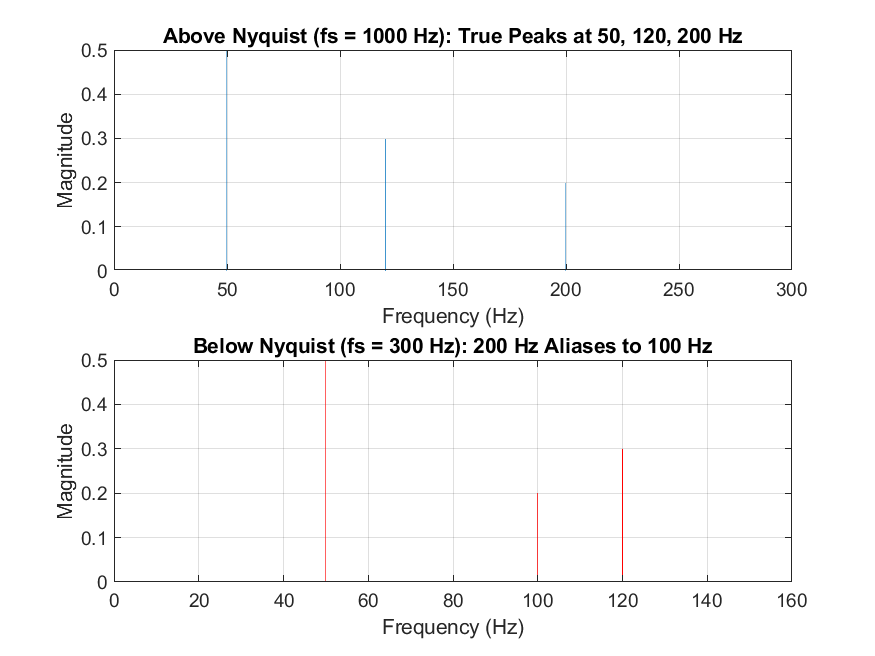 Above Nyquist (fs = 1000 Hz): True Peaks at 50, 120, 200 Hz
0.5
0.4
0.3
0.2
0.1
0
Magnitude
0 50 100 150 200 250 300
Frequency (Hz)
Below Nyquist (fs = 300 Hz): 200 Hz Aliases to 100 Hz
0.5
0.4
0.3
0.2
0.1
0
Magnitude
0 20 40 60 80 100 120 140 160
Frequency (Hz)